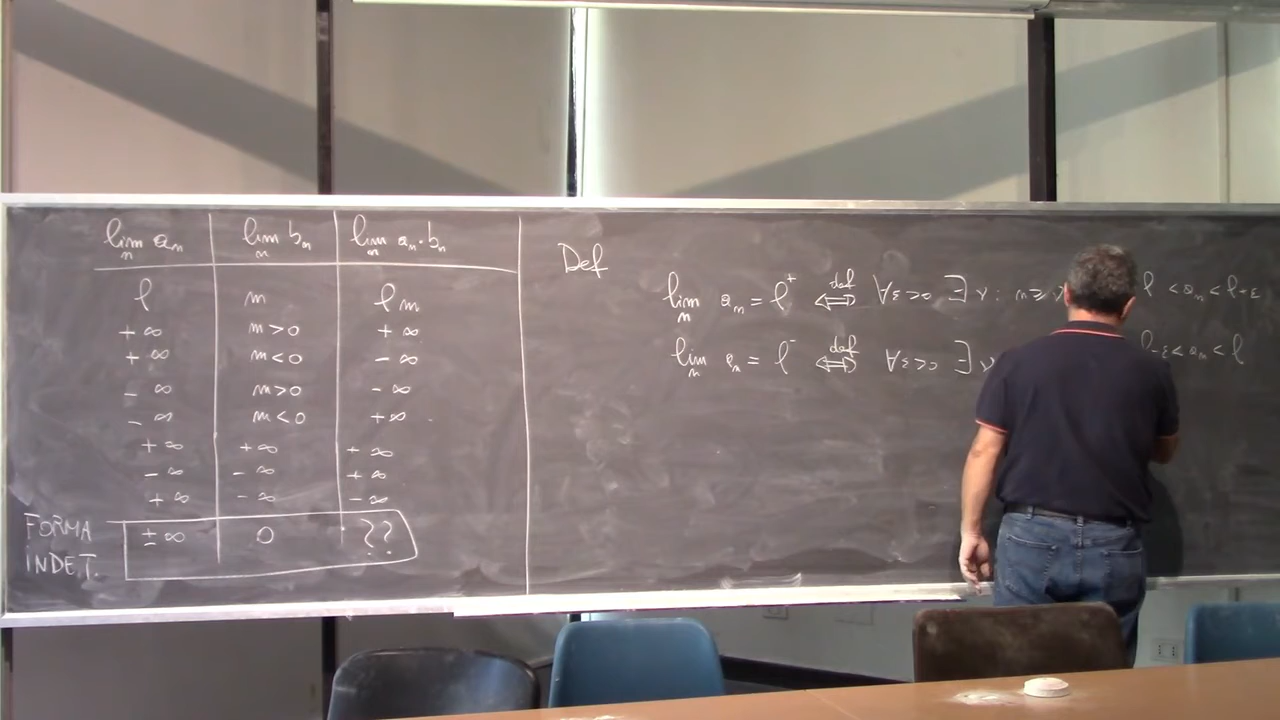 lim n aₙ | lim n bₙ | lim n aₙ·bₙ
ℓ | m | ℓm
+∞ | m>0 | +∞
+∞ | m<0 | -∞
-∞ | m>0 | -∞
-∞ | m<0 | +∞
+∞ | +∞ | +∞
-∞ | -∞ | +∞
+∞ | -∞ | -∞
FORMA INDET. ±∞ | 0 | ??
Def
lim n aₙ = ℓ⁺ ⟺ def ∀ε>0 ∃ν: n≥ν ℓ<aₙ<ℓ+ε
lim n aₙ = ℓ⁻ ⟺ def ∀ε>0 ∃ν ℓ-ε<aₙ<ℓ